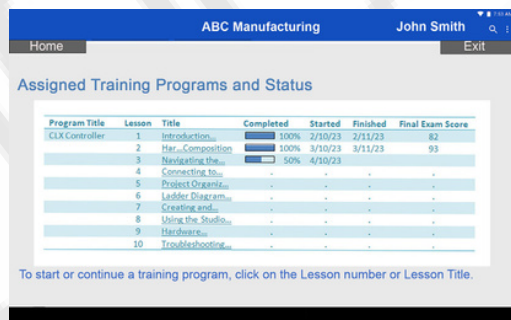 ABC Manufacturing John Smith
Home Exit
Assigned Training Programs and Status
Program Title Lesson Title Completed Started Finished Final Exam Score
CLX Controller 1 Introduction... 100% 2/10/23 2/11/23 82
2 Har...Composition 100% 3/10/23 3/11/23 93
3 Navigating the... 50% 4/10/23
4 Connecting to... . . . .
5 Project Organiz... . . . .
6 Ladder Diagram... . . . .
7 Creating and... . . . .
8 Using the Studio... . . . .
9 Hardware... . . . .
10 Troubleshooting... . . . .
To start or continue a training program, click on the Lesson number or Lesson Title.